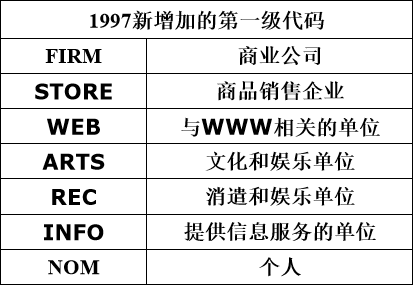 1997新增加的第一级代码
FIRM 商业公司
STORE 商品销售企业
WEB 与WWW相关的单位
ARTS 文化和娱乐单位
REC 消遣和娱乐单位
INFO 提供信息服务的单位
NOM 个人